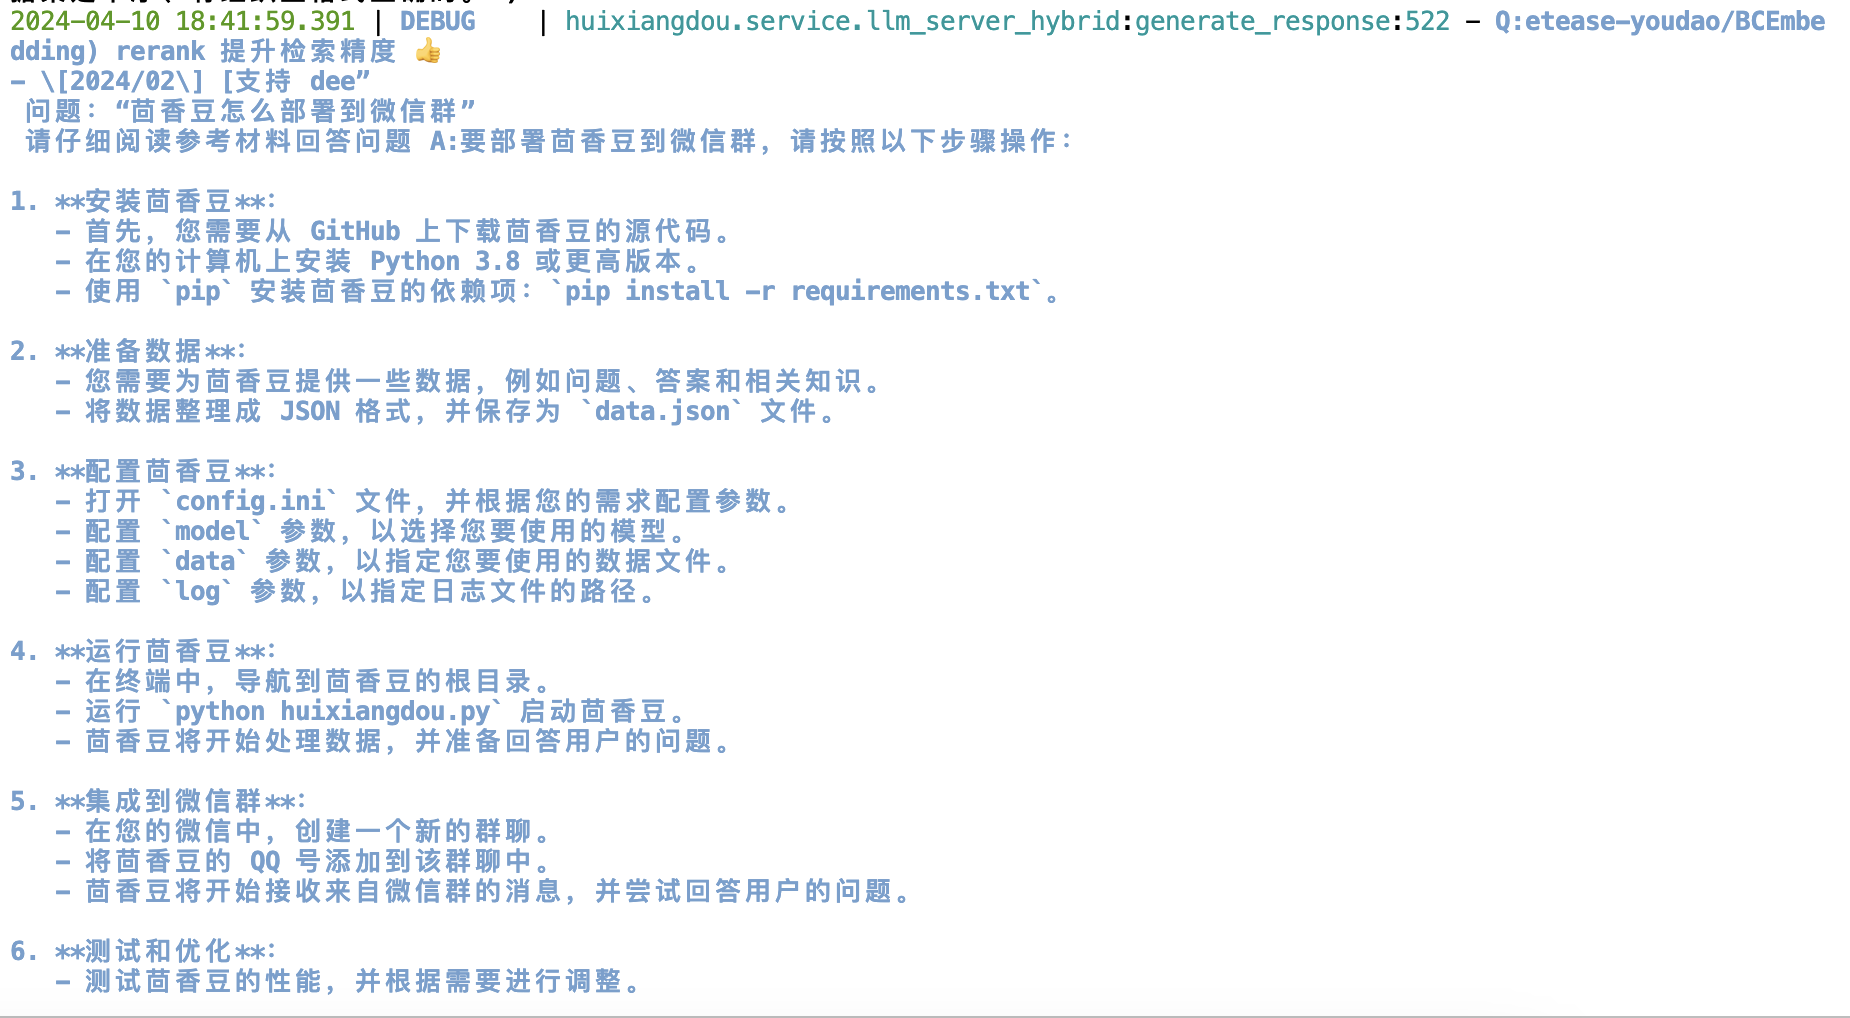 2024-04-10 18:41:59.391 | DEBUG    | huixiangdou.service.llm_server_hybrid:generate_response:522 - Q:etease-youdao/BCEmbe
dding) rerank 提升检索精度 👍
- \[2024/02\] [支持 dee”
问题：“茴香豆怎么部署到微信群”
请仔细阅读参考材料回答问题 A:要部署茴香豆到微信群，请按照以下步骤操作：
1. **安装茴香豆**：
- 首先，您需要从 GitHub 上下载茴香豆的源代码。
- 在您的计算机上安装 Python 3.8 或更高版本。
- 使用 `pip` 安装茴香豆的依赖项：`pip install -r requirements.txt`。
2. **准备数据**：
- 您需要为茴香豆提供一些数据，例如问题、答案和相关知识。
- 将数据整理成 JSON 格式，并保存为 `data.json` 文件。
3. **配置茴香豆**：
- 打开 `config.ini` 文件，并根据您的需求配置参数。
- 配置 `model` 参数，以选择您要使用的模型。
- 配置 `data` 参数，以指定您要使用的数据文件。
- 配置 `log` 参数，以指定日志文件的路径。
4. **运行茴香豆**：
- 在终端中，导航到茴香豆的根目录。
- 运行 `python huixiangdou.py` 启动茴香豆。
- 茴香豆将开始处理数据，并准备回答用户的问题。
5. **集成到微信群**：
- 在您的微信中，创建一个新的群聊。
- 将茴香豆的 QQ 号添加到该群聊中。
- 茴香豆将开始接收来自微信群的消息，并尝试回答用户的问题。
6. **测试和优化**：
- 测试茴香豆的性能，并根据需要进行调整。